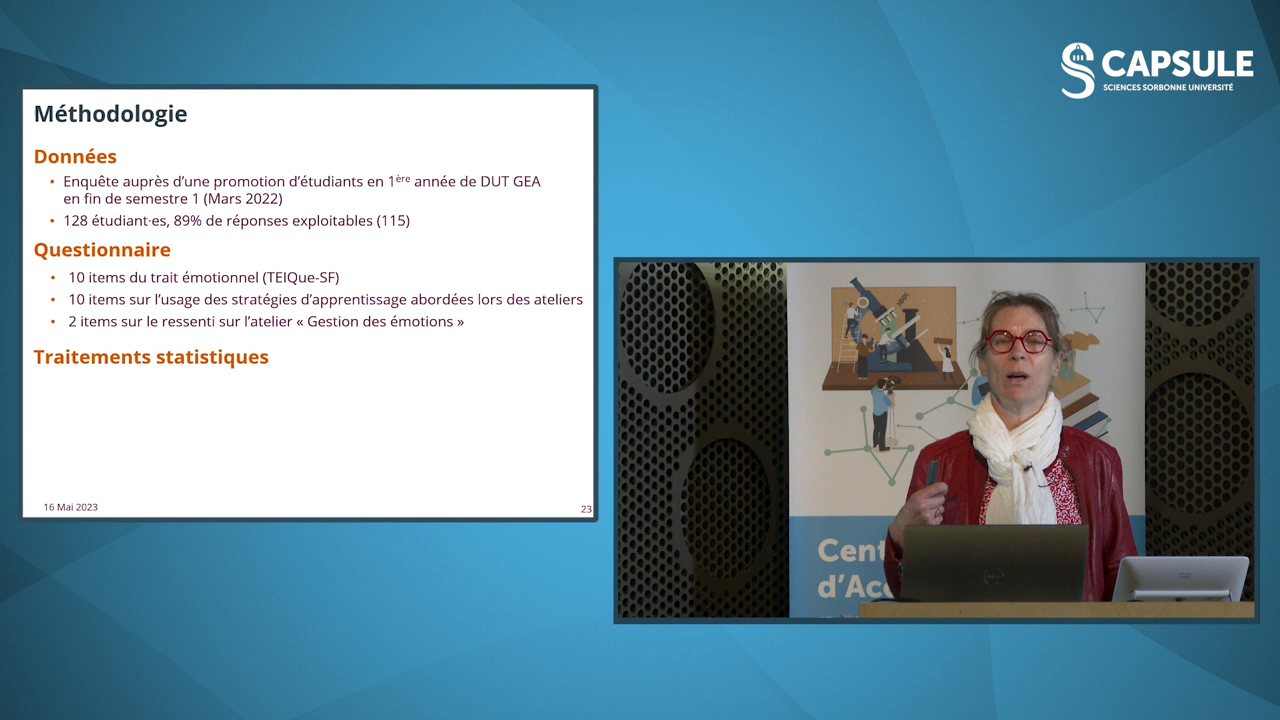 CAPSULE
SCIENCES SORBONNE UNIVERSITÉ
Méthodologie
Données
• Enquête auprès d'une promotion d'étudiants en 1ère année de DUT GEA
en fin de semestre 1 (Mars 2022)
• 128 étudiant·es, 89% de réponses exploitables (115)
Questionnaire
• 10 items du trait émotionnel (TEIQue-SF)
• 10 items sur l'usage des stratégies d'apprentissage abordées lors des ateliers
• 2 items sur le ressenti sur l'atelier « Gestion des émotions »
Traitements statistiques
16 Mai 2023
23
Cent
d'Acc